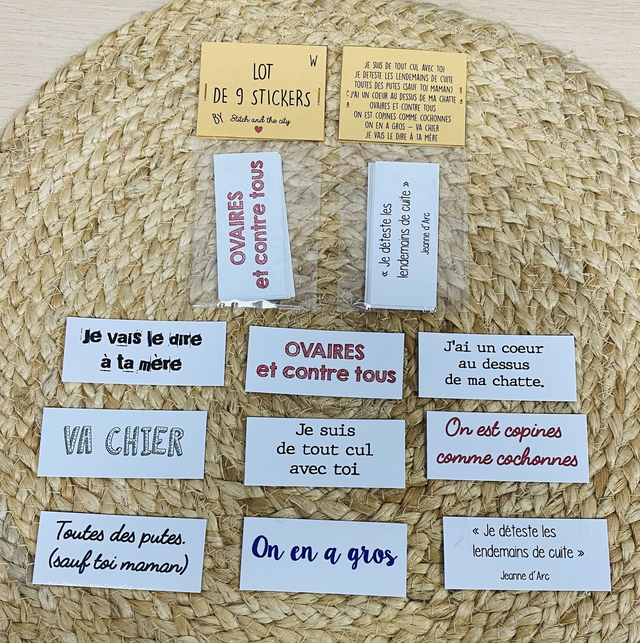 LOT
W
DE 9 STICKERS
BY Stitch and the city
JE SUIS DE TOUT CUL AVEC TOI
JE DETESTE LES LENDEMAINS DE CUITE
TOUTES DES PUTES (SAUF TOI MAMAN)
J'AI UN COEUR AU DESSUS DE MA CHATTE
OVAIRES ET CONTRE TOUS
ON EST COPINES COMME COCHONNES
ON EN A GROS - VA CHIER
JE VAIS LE DIRE À TA MÈRE
OVAIRES
et contre tous
« Je déteste les
lendemains de cuite »
Jeanne d'Arc
Je vais le dire
à ta mère
OVAIRES
et contre tous
J'ai un coeur
au dessus
de ma chatte.
VA CHIER
Je suis
de tout cul
avec toi
On est copines
comme cochonnes
Toutes des putes.
(sauf toi maman)
On en a gros
« Je déteste les
lendemains de cuite »
Jeanne d'Arc